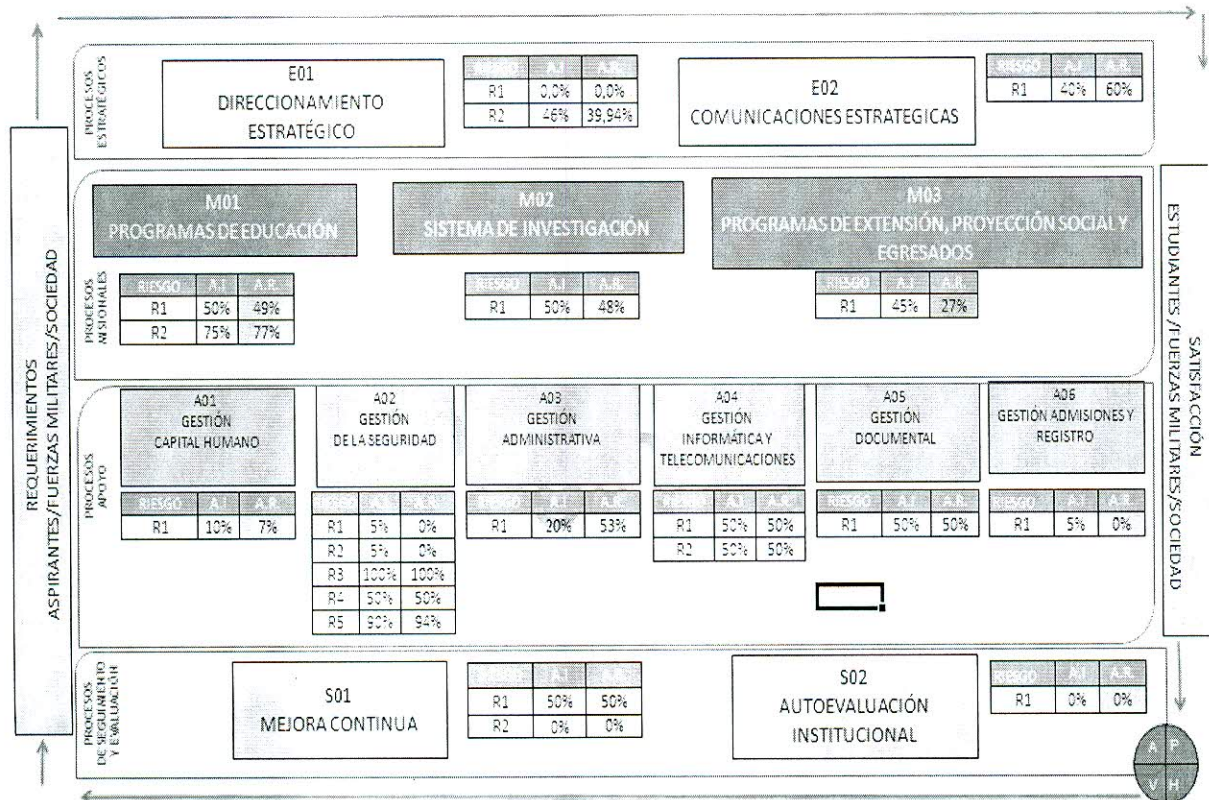 REQUERIMIENTOS
ASPIRANTES/FUERZAS MILITARES/SOCIEDAD
PROCESOS
ESTRATÉGICOS
E01
DIRECCIONAMIENTO
ESTRATÉGICO
RIESGO A.I A.R.
R1 0,0% 0,0%
R2 46% 39,94%
E02
COMUNICACIONES ESTRATEGICAS
RIESGO A.I A.R.
R1 40% 60%
PROCESOS
MISIONALES
M01
PROGRAMAS DE EDUCACIÓN
RIESGO A.I A.R.
R1 50% 49%
R2 75% 77%
M02
SISTEMA DE INVESTIGACIÓN
RIESGO A.I A.R.
R1 50% 48%
M03
PROGRAMAS DE EXTENSIÓN, PROYECCIÓN SOCIAL Y
EGRESADOS
RIESGO A.I A.R.
R1 45% 27%
PROCESOS
APOYO
A01
GESTIÓN
CAPITAL HUMANO
RIESGO A.I A.R.
R1 10% 7%
A02
GESTIÓN
DE LA SEGURIDAD
RIESGO A.I A.R.
R1 5% 0%
R2 5% 0%
R3 100% 100%
R4 50% 50%
R5 90% 94%
A03
GESTIÓN
ADMINISTRATIVA
RIESGO A.I A.R.
R1 20% 53%
A04
GESTIÓN
INFORMÁTICA Y
TELECOMUNICACIONES
RIESGO A.I A.R.
R1 50% 50%
R2 50% 50%
A05
GESTIÓN
DOCUMENTAL
RIESGO A.I A.R.
R1 50% 50%
A06
GESTIÓN ADMISIONES Y
REGISTRO
RIESGO A.I A.R.
R1 5% 0%
PROCESOS
DE SEGUIMIENTO
Y EVALUACIÓN
S01
MEJORA CONTINUA
RIESGO A.I A.R.
R1 50% 50%
R2 0% 0%
S02
AUTOEVALUACIÓN
INSTITUCIONAL
RIESGO A.I A.R.
R1 0% 0%
SATISFACCIÓN
ESTUDIANTES /FUERZAS MILITARES/SOCIEDAD
A P
V H